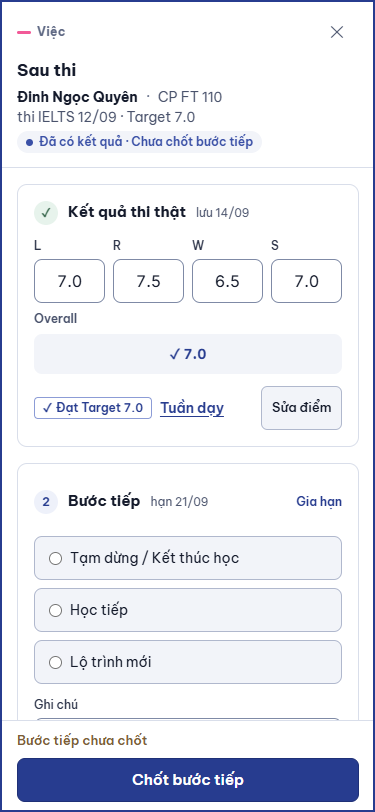 Việc
Sau thi
Đinh Ngọc Quyên · CP FT 110
thi IELTS 12/09 · Target 7.0
Đã có kết quả · Chưa chốt bước tiếp
✓ Kết quả thi thật lưu 14/09
L R W S
7.0 7.5 6.5 7.0
Overall
✓ 7.0
✓ Đạt Target 7.0 Tuần dạy Sửa điểm
2 Bước tiếp hạn 21/09 Gia hạn
Tạm dừng / Kết thúc học
Học tiếp
Lộ trình mới
Ghi chú
Bước tiếp chưa chốt
Chốt bước tiếp